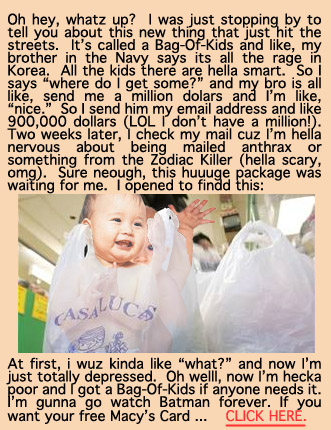 Oh hey, whatz up?  I was just stopping by to
tell you about this new thing that just hit the
streets.  It's called a Bag-Of-Kids and like, my
brother in the Navy says its all the rage in
Korea.  All the kids there are hella smart.  So I
says “where do I get some?” and my bro is all
like, send me a million dolars and I'm like,
“nice.”  So I send him my email address and like
900,000 dollars (LOL I don't have a million!).
Two weeks later, I check my mail cuz I'm hella
nervous about being mailed anthrax or
something from the Zodiac Killer (hella scary,
omg).  Sure neough, this huuuge package was
waiting for me.  I opened to findd this:
CASALUCA
At first, i wuz kinda like “what?” and now I'm
just totally depressed.  Oh welll, now I'm hecka
poor and I got a Bag-Of-Kids if anyone needs it.
I'm gunna go watch Batman forever. If you
want your free Macy's Card ... CLICK HERE.